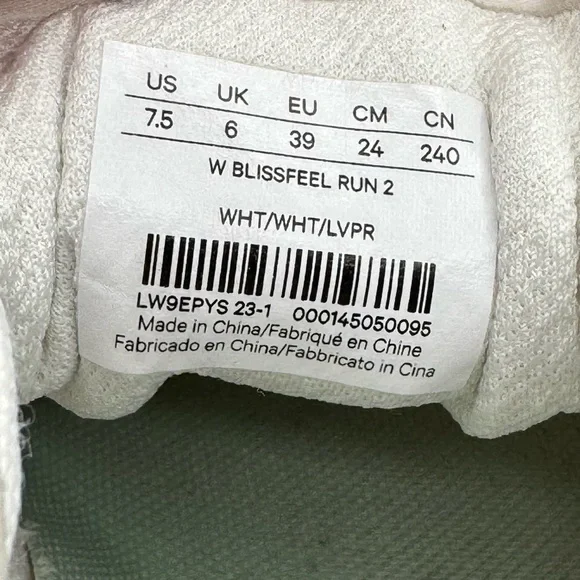 US UK EU CM CN
7.5 6 39 24 240
W BLISSFEEL RUN 2
WHT/WHT/LVPR
LW9EPYS 23-1 000145050095
Made in China/Fabriqué en Chine
Fabricado en China/Fabbricato in Cina